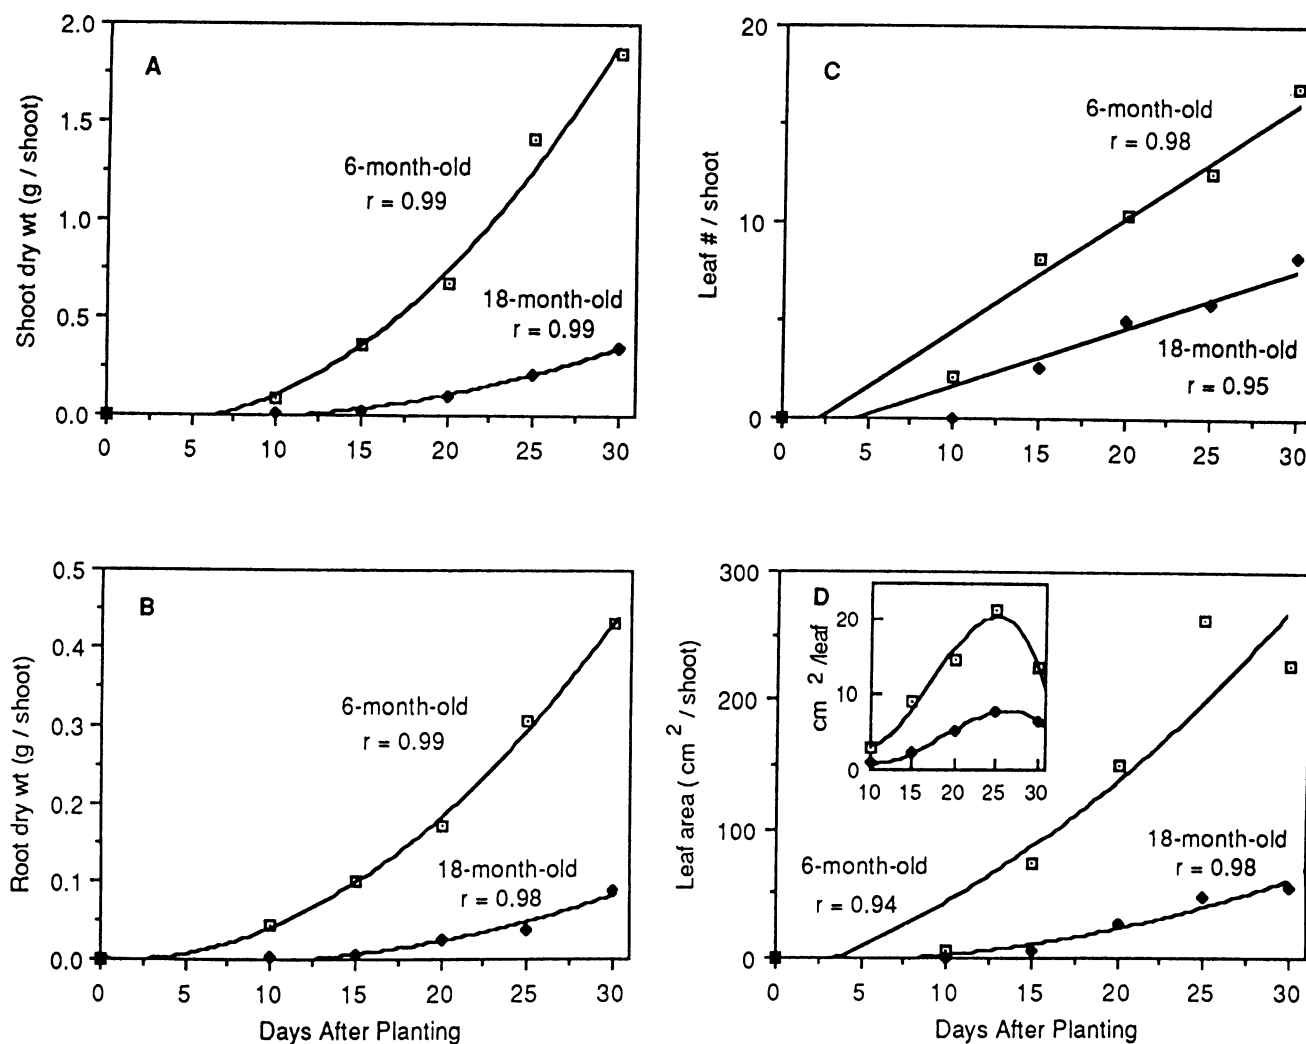 A
Shoot dry wt (g / shoot)
2.0
1.5
1.0
0.5
0.0
6-month-old
r = 0.99
18-month-old
r = 0.99
0 5 10 15 20 25 30
C
Leaf # / shoot
20
10
0
6-month-old
r = 0.98
18-month-old
r = 0.95
0 5 10 15 20 25 30
B
Root dry wt (g / shoot)
0.5
0.4
0.3
0.2
0.1
0.0
6-month-old
r = 0.99
18-month-old
r = 0.98
0 5 10 15 20 25 30
Days After Planting
D
Leaf area ( cm 2 / shoot)
300
200
100
0
cm 2 /leaf
20
10
0
10 15 20 25 30
6-month-old
r = 0.94
18-month-old
r = 0.98
0 5 10 15 20 25 30
Days After Planting